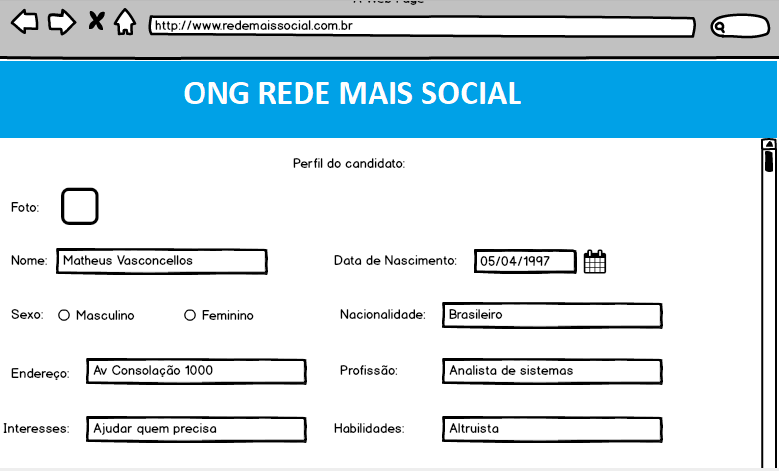 A Web Page
http://www.redemaissocial.com.br
ONG REDE MAIS SOCIAL
Perfil do candidato:
Foto:
Nome: Matheus Vasconcellos Data de Nascimento: 05/04/1997
Sexo: Masculino Feminino Nacionalidade: Brasileiro
Endereço: Av Consolação 1000 Profissão: Analista de sistemas
Interesses: Ajudar quem precisa Habilidades: Altruista